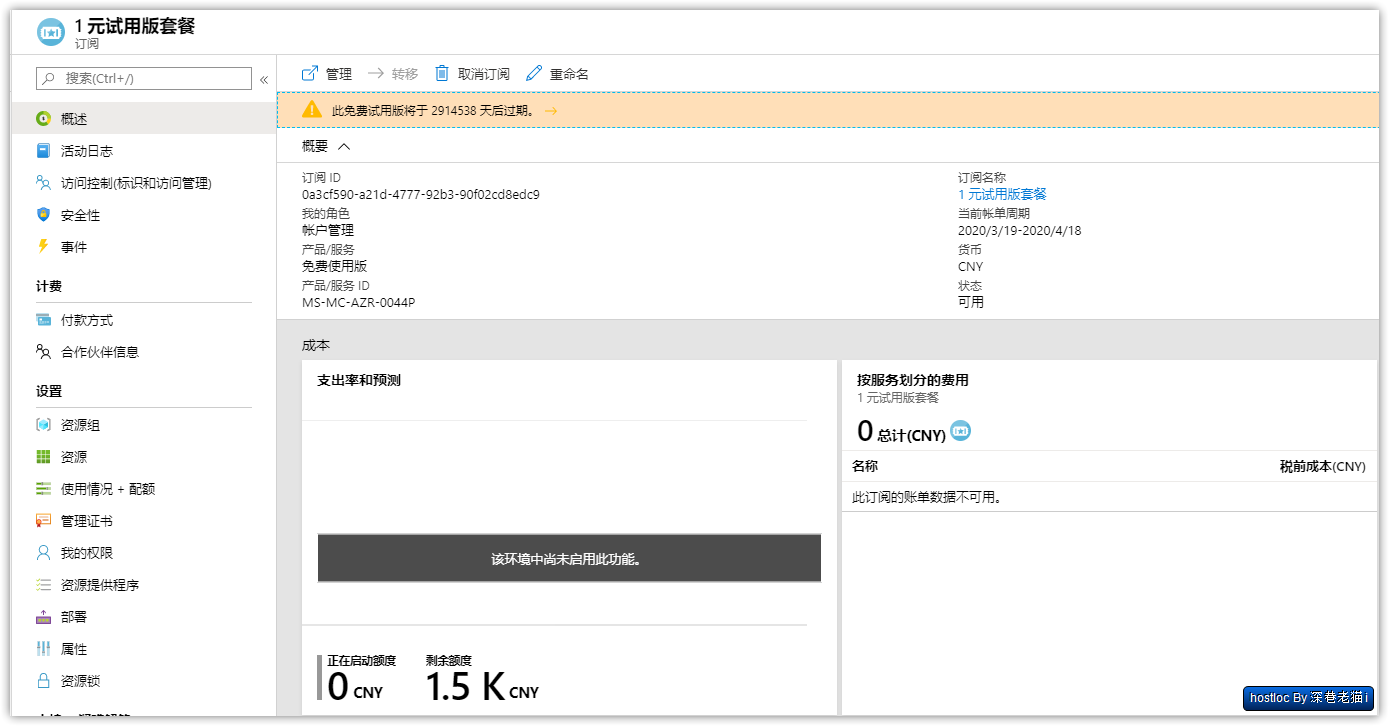 1 元试用版套餐
订阅
搜索(Ctrl+/)
«
概述
活动日志
访问控制(标识和访问管理)
安全性
事件
计费
付款方式
合作伙伴信息
设置
资源组
资源
使用情况 + 配额
管理证书
我的权限
资源提供程序
部署
属性
资源锁
管理
转移
取消订阅
重命名
此免费试用版将于 2914538 天后过期。 →
概要
订阅 ID
0a3cf590-a21d-4777-92b3-90f02cd8edc9
我的角色
帐户管理
产品/服务
免费使用版
产品/服务 ID
MS-MC-AZR-0044P
订阅名称
1 元试用版套餐
当前帐单周期
2020/3/19-2020/4/18
货币
CNY
状态
可用
成本
支出率和预测
该环境中尚未启用此功能。
正在启动额度
0 CNY
剩余额度
1.5 K CNY
按服务划分的费用
1 元试用版套餐
0 总计(CNY)
名称 税前成本(CNY)
此订阅的账单数据不可用。
hostloc By 深巷老猫i